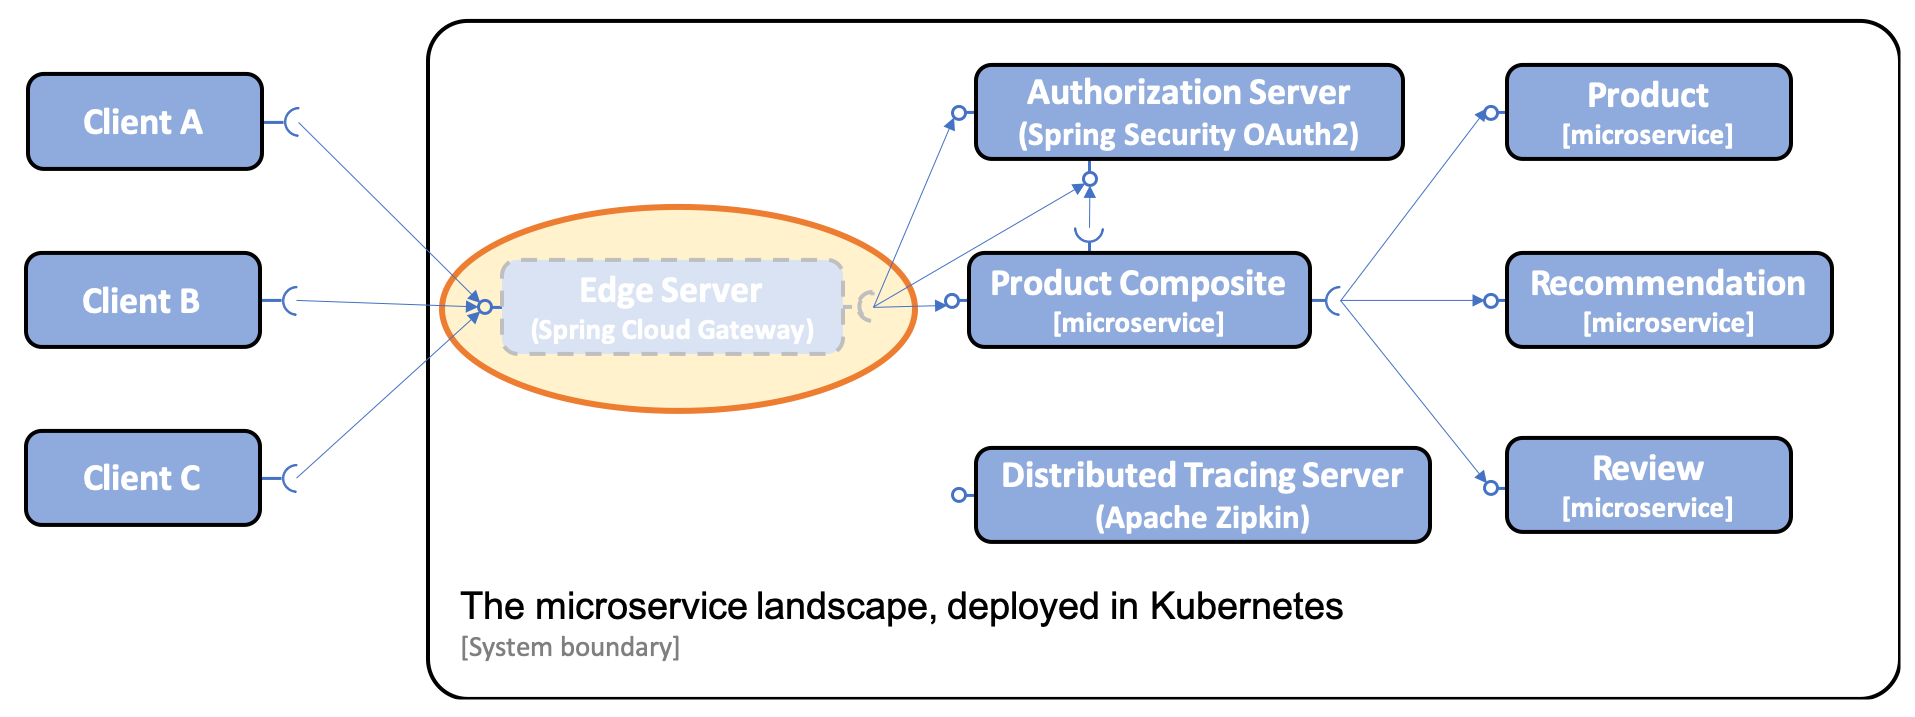 Client A
Client B
Client C
Edge Server
(Spring Cloud Gateway)
Authorization Server
(Spring Security OAuth2)
Product Composite
[microservice]
Distributed Tracing Server
(Apache Zipkin)
Product
[microservice]
Recommendation
[microservice]
Review
[microservice]
The microservice landscape, deployed in Kubernetes
[System boundary]